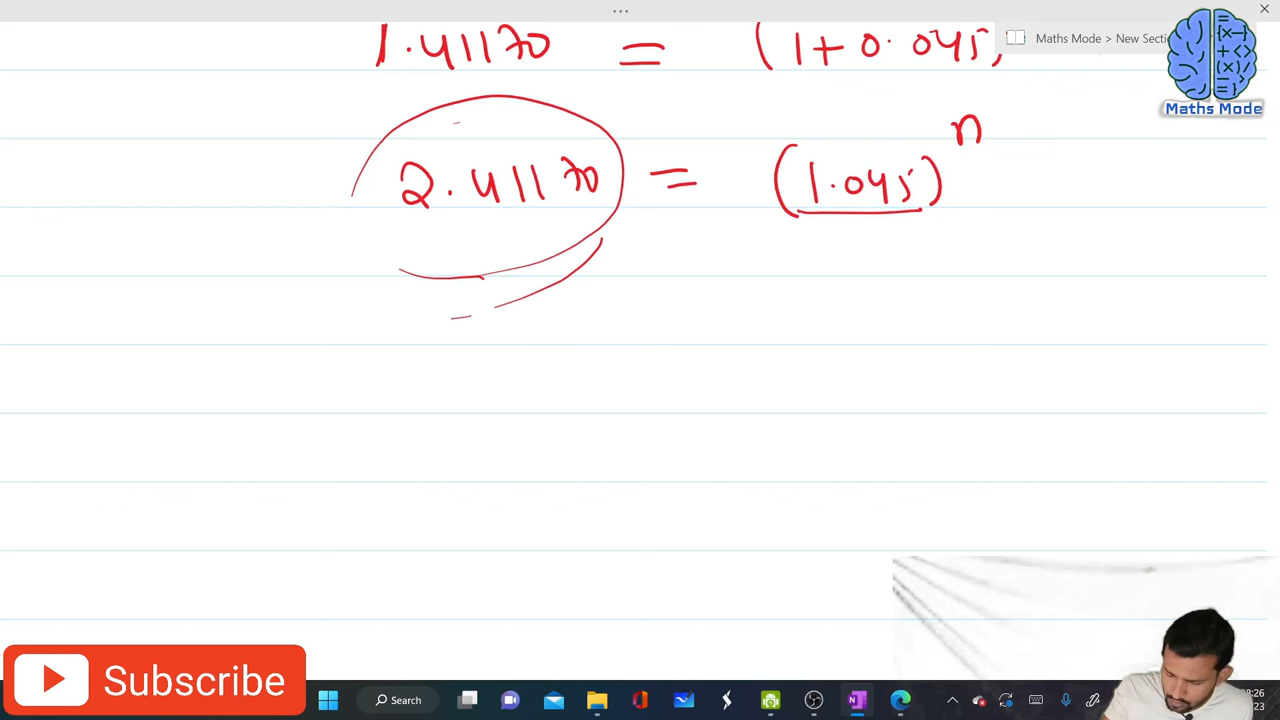 ...
Maths Mode > New Secti
Maths Mode
1.41170 = (1+0.045)
2.41170 = (1.045)^n
Subscribe
Search